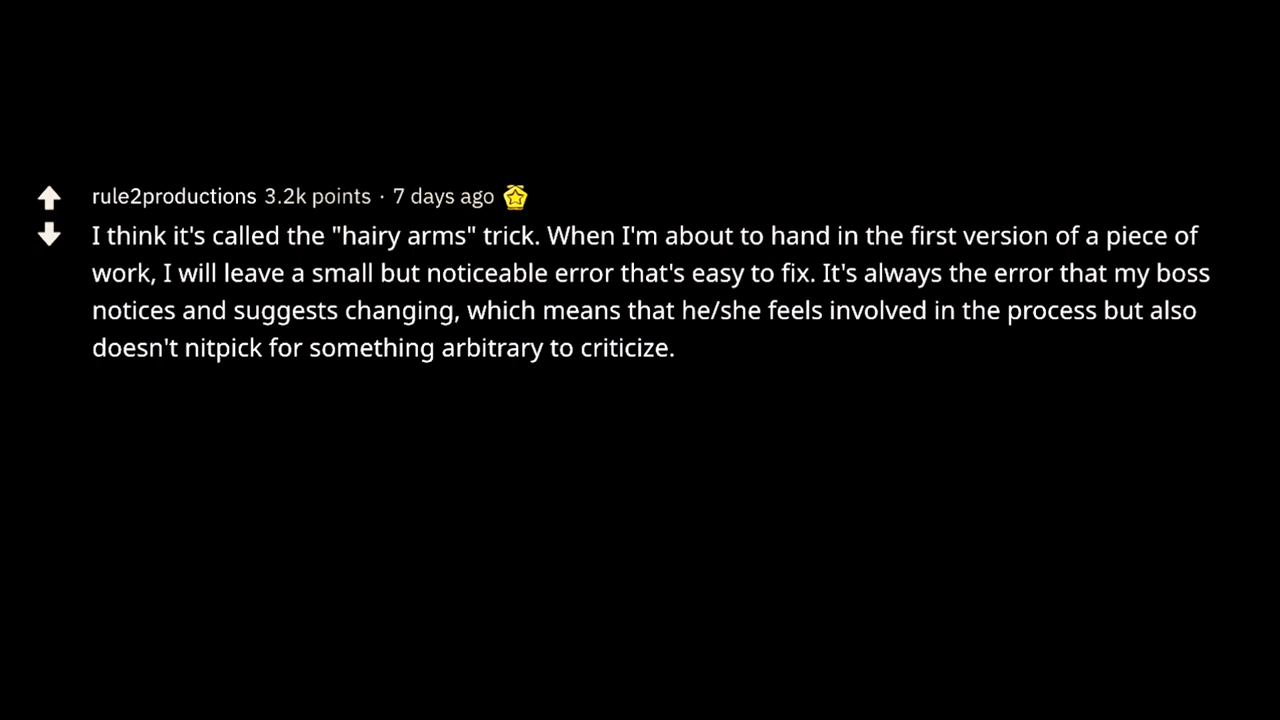 rule2productions 3.2k points · 7 days ago
I think it's called the "hairy arms" trick. When I'm about to hand in the first version of a piece of
work, I will leave a small but noticeable error that's easy to fix. It's always the error that my boss
notices and suggests changing, which means that he/she feels involved in the process but also
doesn't nitpick for something arbitrary to criticize.